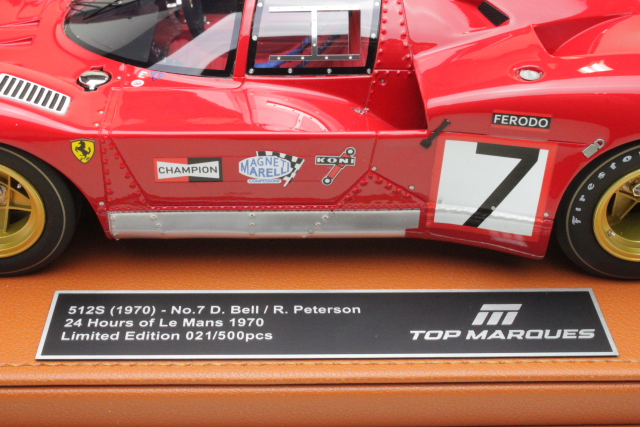 FERODO
CHAMPION
MAGNETI
MARELLI
KONI
7
Firestone
512S (1970) - No.7 D. Bell / R. Peterson
24 Hours of Le Mans 1970
Limited Edition 021/500pcs
TOP MARQUES